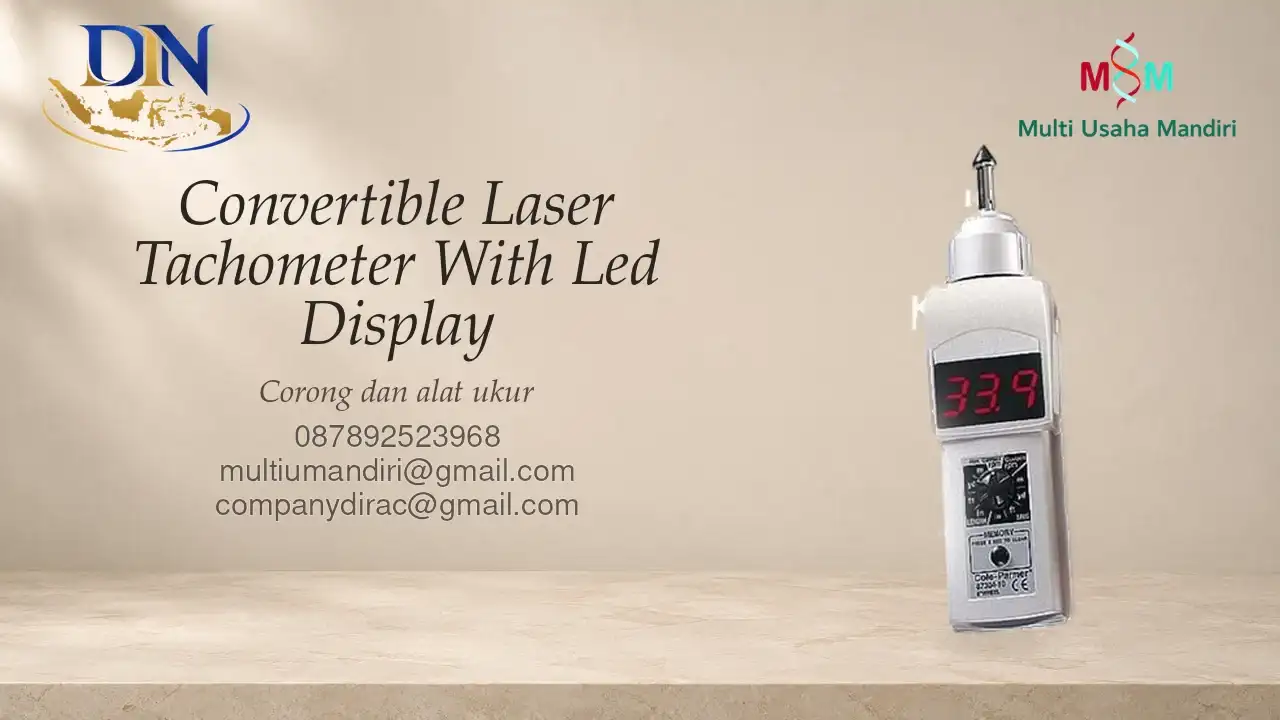 DIN
M M
Multi Usaha Mandiri
Convertible Laser
Tachometer With Led
Display
Corong dan alat ukur
087892523968
multiumandiri@gmail.com
companydirac@gmail.com
33.9
MEMORY
Cole-Parmer
CE